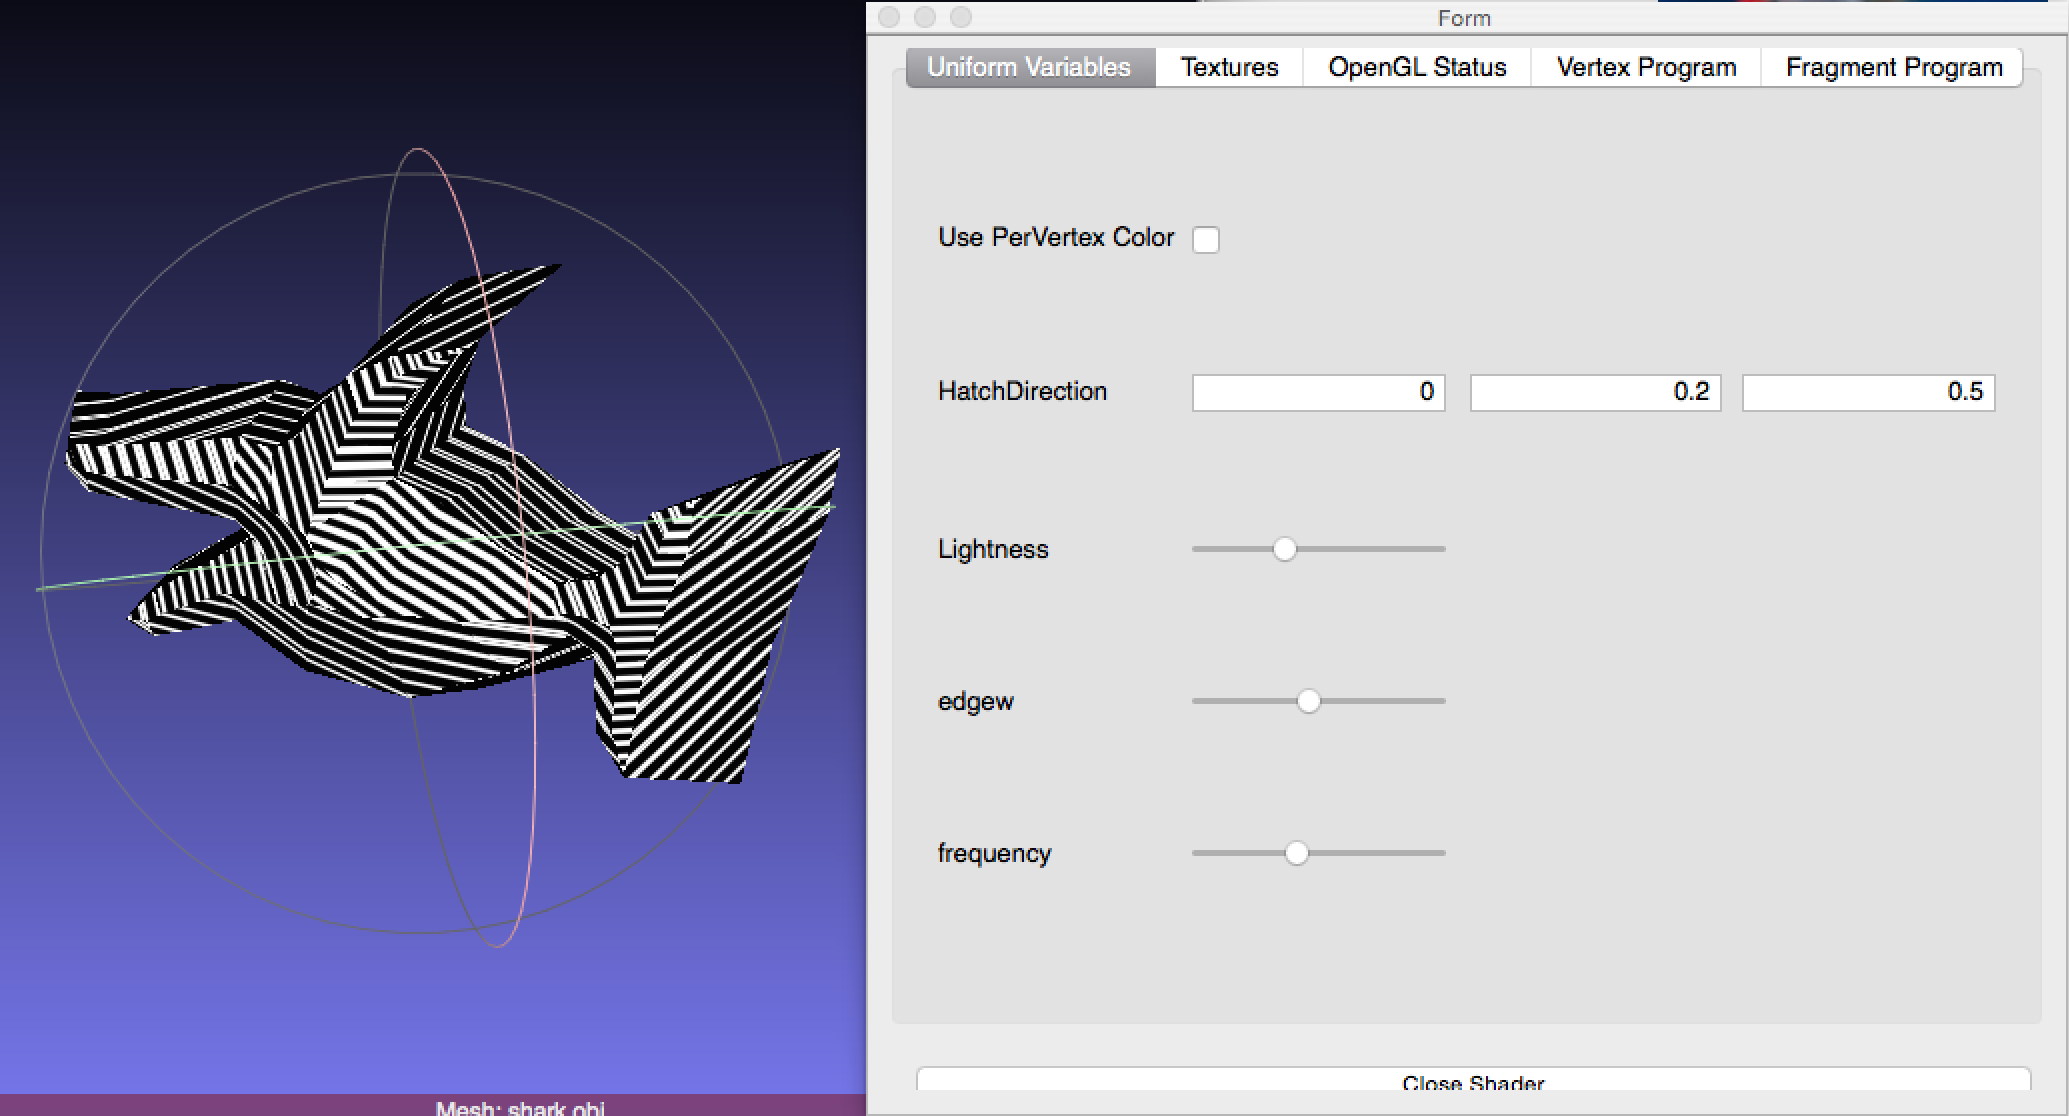 Form
Uniform Variables Textures OpenGL Status Vertex Program Fragment Program
Use PerVertex Color
HatchDirection 0 0.2 0.5
Lightness
edgew
frequency
Close Shader
Mesh: shark.obj